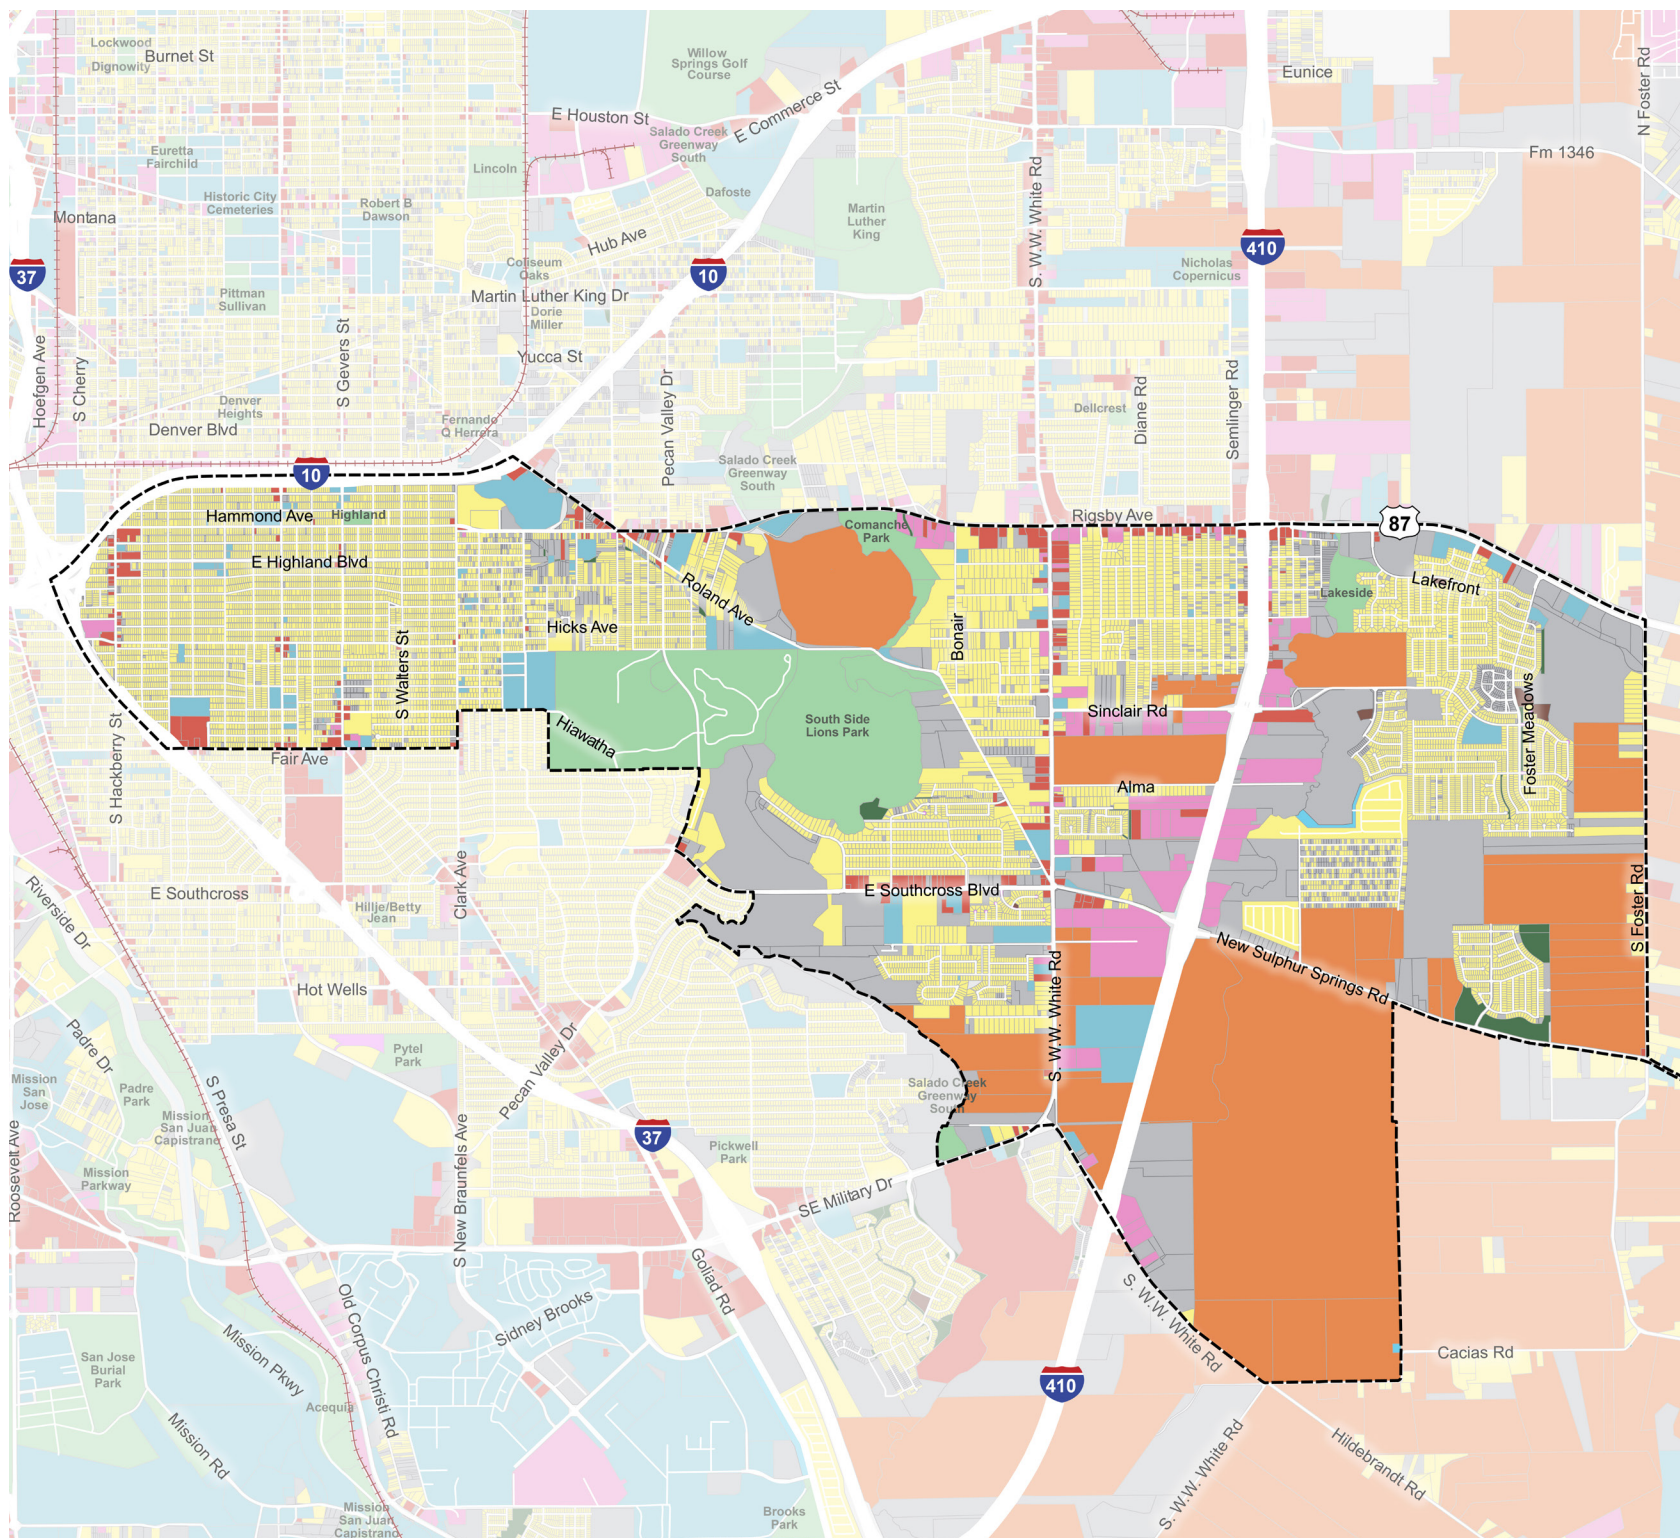 Lockwood
Dignowity
Burnet St
Willow
Springs Golf
Course
Eunice
N Foster Rd
E Houston St
E Commerce St
Salado Creek
Greenway
South
Euretta
Fairchild
Lincoln
Fm 1346
S. W.W. White Rd
Historic City
Cemeteries
Robert B
Dawson
Dafoste
Montana
Martin
Luther
King
Hub Ave
410
37
Coliseum
Oaks
10
Nicholas
Copernicus
Pittman
Sullivan
Martin Luther King Dr
Dorie
Miller
Hoefgen Ave
S Cherry
S Gevers St
Yucca St
Pecan Valley Dr
Diane Rd
Semlinger Rd
Denver
Heights
Dellcrest
Denver Blvd
Fernando
Q Herrera
Salado Creek
Greenway
South
10
Hammond Ave
Highland
Comanche
Park
Rigsby Ave
87
E Highland Blvd
Roland Ave
Lakefront
Lakeside
Hicks Ave
Bonair
S Walters St
Hiawatha
South Side
Lions Park
Sinclair Rd
Foster Meadows
S Hackberry St
Fair Ave
Alma
E Southcross
Clark Ave
E Southcross Blvd
Riverside Dr
Hillje/Betty
Jean
S Foster Rd
New Sulphur Springs Rd
Hot Wells
S. W.W. White Rd
Padre Dr
Pytel
Park
Pecan Valley Dr
Mission
San
Jose
Padre
Park
S Presa St
Salado Creek
Greenway
South
Mission
San Juan
Capistrano
37
Pickwell
Park
Roosevelt Ave
Mission
Parkway
S New Braunfels Ave
SE Military Dr
Goliad Rd
S. W.W. White Rd
Old Corpus Christi Rd
Sidney Brooks
Mission Pkwy
San Jose
Burial
Park
Cacias Rd
410
Acequia
Mission Rd
Hildebrandt Rd
S. W.W. White Rd
Mission
San Juan
Capistrano
Brooks
Park